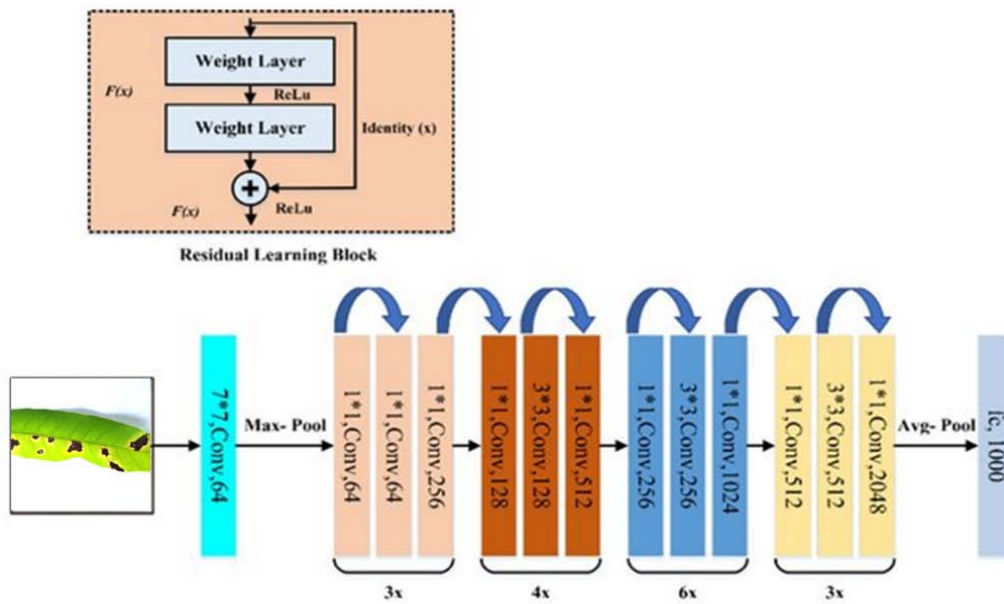 Weight Layer
F(x)
ReLu
Weight Layer
Identity (x)
+
F(x)
ReLu
Residual Learning Block
7*7,Conv,64
Max- Pool
1*1,Conv,64
1*1,Conv,64
1*1,Conv,256
1*1,Conv,128
3*3,Conv,128
1*1,Conv,512
1*1,Conv,256
3*3,Conv,256
1*1,Conv,1024
1*1,Conv,512
3*3,Conv,512
1*1,Conv,2048
Avg- Pool
fc, 1000
3x
4x
6x
3x